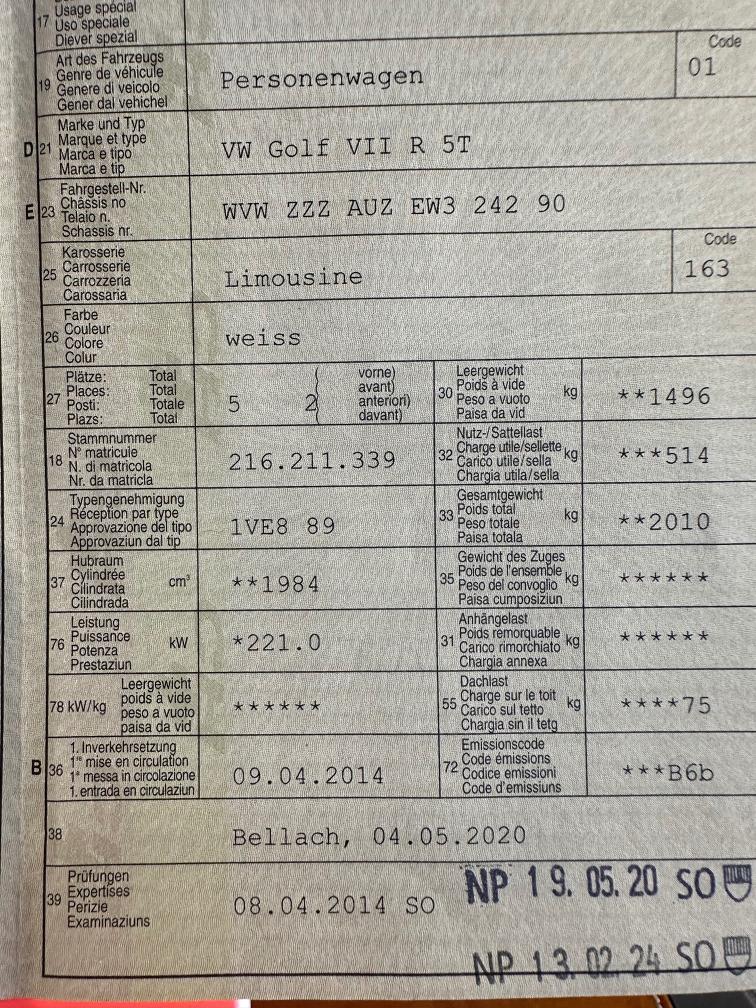 17 Usage spécial
Uso speciale
Diever spezial
19 Art des Fahrzeugs
Genre de véhicule
Genere di veicolo
Gener dal vehichel
Personenwagen
Code
01
D 21 Marke und Typ
Marque et type
Marca e tipo
Marca e tip
VW Golf VII R 5T
E 23 Fahrgestell-Nr.
Châssis no
Telaio n.
Schassis nr.
WVW ZZZ AUZ EW3 242 90
25 Karosserie
Carrosserie
Carrozzeria
Carossaria
Limousine
Code
163
26 Farbe
Couleur
Colore
Colur
weiss
27 Plätze: Total
Places: Total
Posti: Totale
Plazs: Total
5 2 ( vorne)
avant)
anteriori)
davant)
30 Leergewicht
Poids à vide
Peso a vuoto
Paisa da vid
kg
**1496
18 Stammnummer
N° matricule
N. di matricola
Nr. da matricla
216.211.339
32 Nutz-/Sattellast
Charge utile/sellette
Carico utile/sella
Chargia utila/sella
kg
***514
24 Typengenehmigung
Réception par type
Approvazione del tipo
Approvaziun dal tip
1VE8 89
33 Gesamtgewicht
Poids total
Peso totale
Paisa totala
kg
**2010
37 Hubraum
Cylindrée
Cilindrata
Cilindrada
cm³
**1984
35 Gewicht des Zuges
Poids de l'ensemble
Peso del convoglio
Paisa cumposiziun
kg
******
76 Leistung
Puissance
Potenza
Prestaziun
kW
*221.0
31 Anhängelast
Poids remorquable
Carico rimorchiato
Chargia annexa
kg
******
78 kW/kg Leergewicht
poids à vide
peso a vuoto
paisa da vid
******
55 Dachlast
Charge sur le toit
Carico sul tetto
Chargia sin il tetg
kg
****75
B 36 1. Inverkehrsetzung
1re mise en circulation
1a messa in circolazione
1. entrada en circulaziun
09.04.2014
72 Emissionscode
Code émissions
Codice emissioni
Code d'emissiuns
***B6b
38
Bellach, 04.05.2020
39 Prüfungen
Expertises
Perizie
Examinaziuns
08.04.2014 SO
NP 19. 05. 20 SO
NP 13. 02. 24 SO